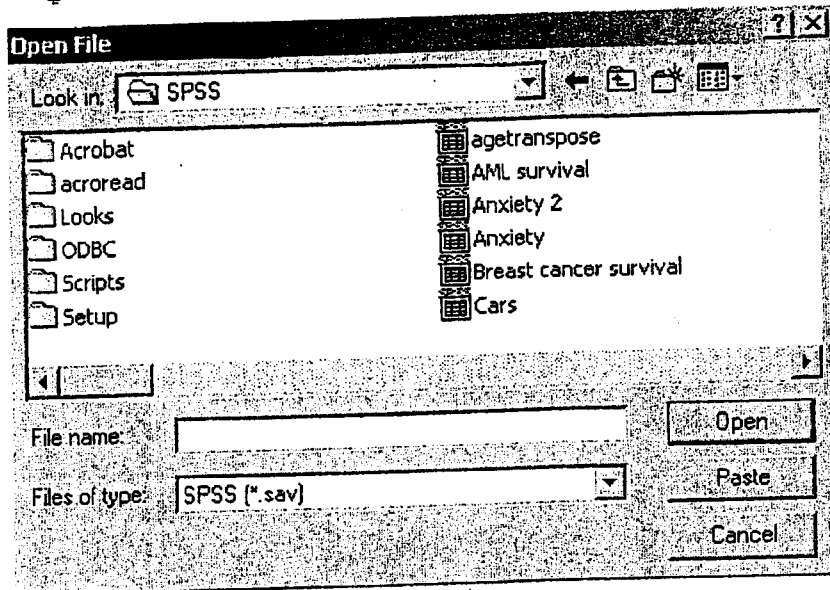 Open File
Look in: SPSS
Acrobat
acroread
Looks
ODBC
Scripts
Setup
agetranspose
AML survival
Anxiety 2
Anxiety
Breast cancer survival
Cars
File name:
Open
Files of type: SPSS (*.sav)
Paste
Cancel